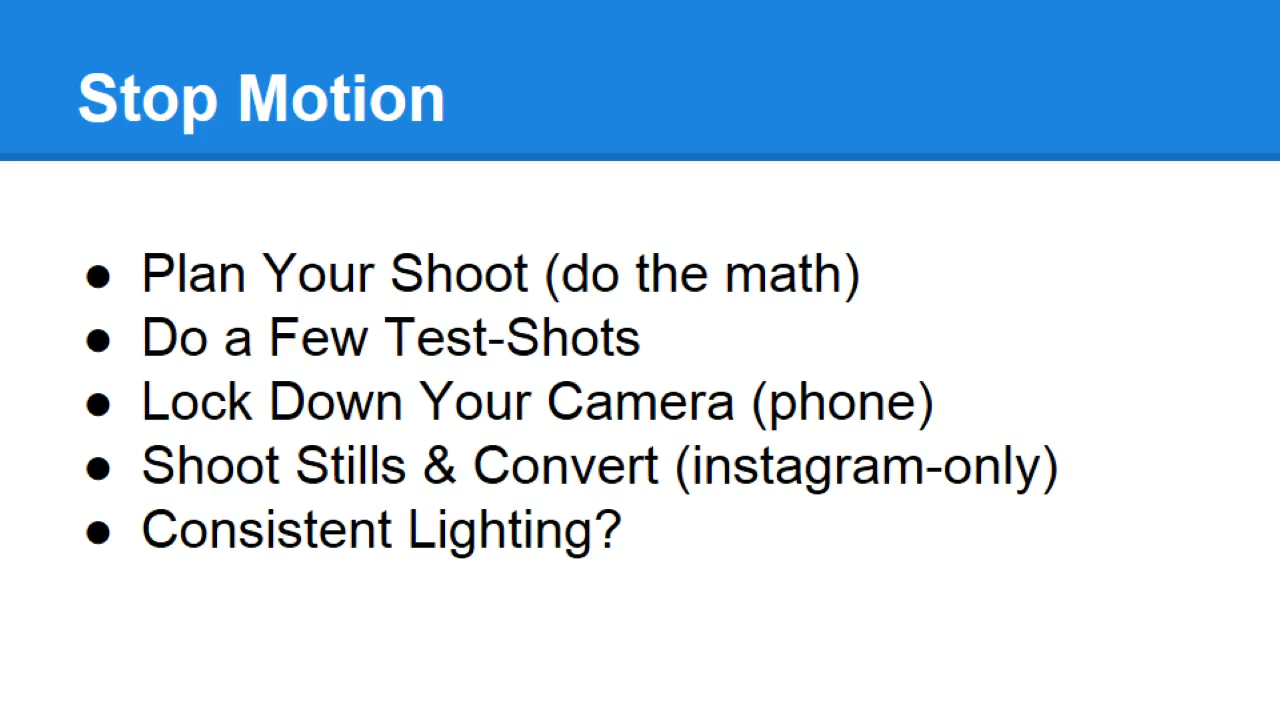 Stop Motion
● Plan Your Shoot (do the math)
● Do a Few Test-Shots
● Lock Down Your Camera (phone)
● Shoot Stills & Convert (instagram-only)
● Consistent Lighting?